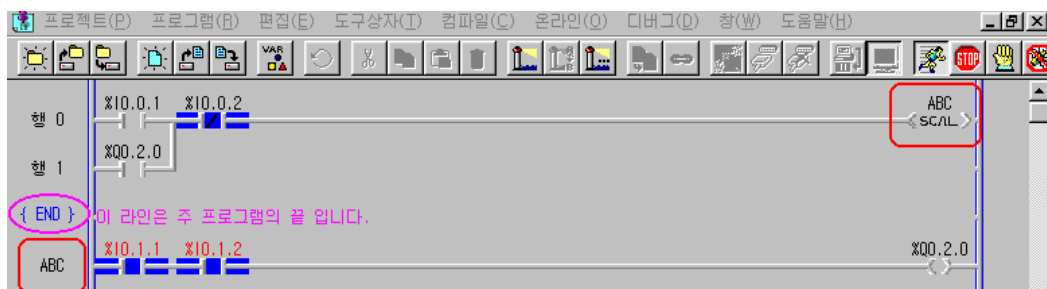 프로젝트(P) 프로그램(R) 편집(E) 도구상자(T) 컴파일(C) 온라인(O) 디버그(D) 창(W) 도움말(H)
VAR STOP
%I0.0.1 %I0.0.2 ABC
행 0 SCAL
%Q0.2.0
행 1
{ END } 이 라인은 주 프로그램의 끝 입니다.
%I0.1.1 %I0.1.2 %Q0.2.0
ABC